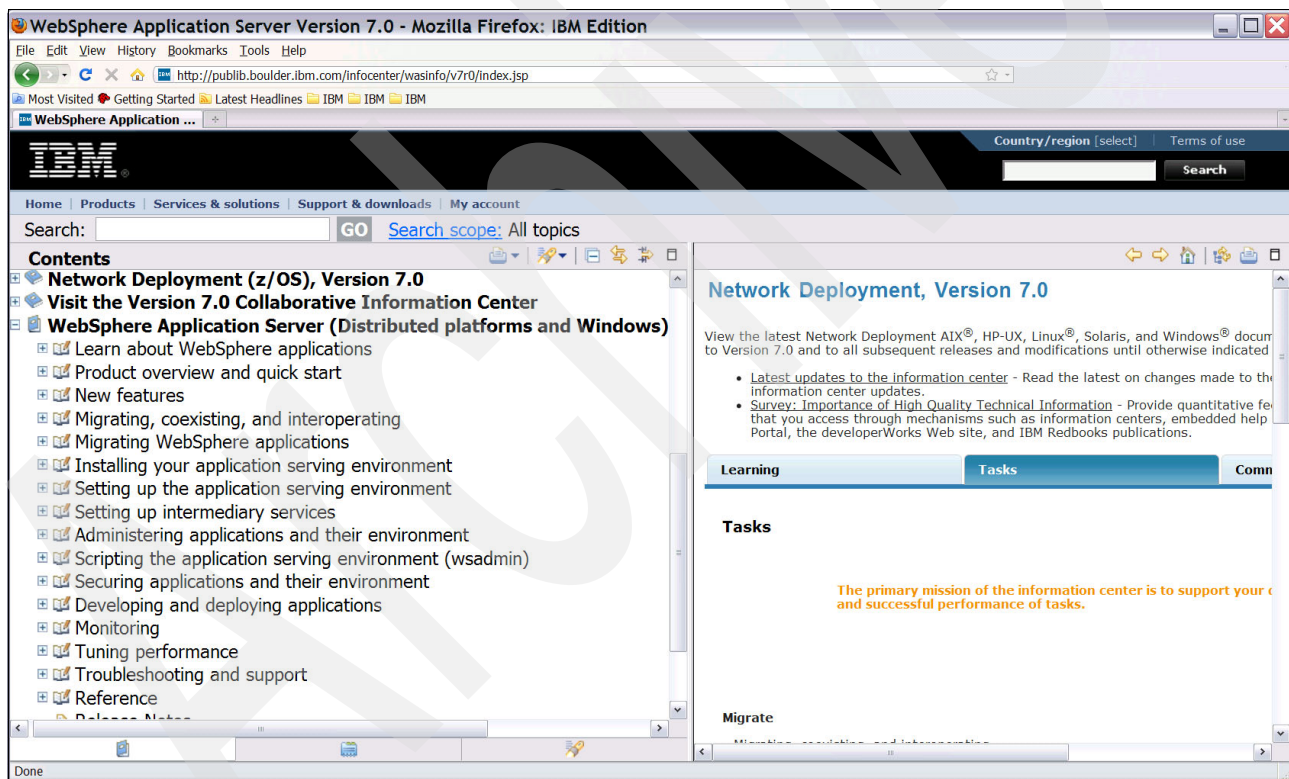 WebSphere Application Server Version 7.0 - Mozilla Firefox: IBM Edition
File Edit View History Bookmarks Tools Help
http://publib.boulder.ibm.com/infocenter/wasinfo/v7r0/index.jsp
Most Visited Getting Started Latest Headlines IBM IBM IBM
WebSphere Application ...
Country/region [select] | Terms of use
IBM®
Search
Home | Products | Services & solutions | Support & downloads | My account
Search: GO Search scope: All topics
Contents
Network Deployment (z/OS), Version 7.0
Visit the Version 7.0 Collaborative Information Center
WebSphere Application Server (Distributed platforms and Windows)
Learn about WebSphere applications
Product overview and quick start
New features
Migrating, coexisting, and interoperating
Migrating WebSphere applications
Installing your application serving environment
Setting up the application serving environment
Setting up intermediary services
Administering applications and their environment
Scripting the application serving environment (wsadmin)
Securing applications and their environment
Developing and deploying applications
Monitoring
Tuning performance
Troubleshooting and support
Reference
Release Notes
Network Deployment, Version 7.0
View the latest Network Deployment AIX®, HP-UX, Linux®, Solaris, and Windows® docum
to Version 7.0 and to all subsequent releases and modifications until otherwise indicated
• Latest updates to the information center - Read the latest on changes made to the
information center updates.
• Survey: Importance of High Quality Technical Information - Provide quantitative fe
that you access through mechanisms such as information centers, embedded help
Portal, the developerWorks Web site, and IBM Redbooks publications.
Learning Tasks Comm
Tasks
The primary mission of the information center is to support your
and successful performance of tasks.
Migrate
Migrating, coexisting, and interoperating
Done